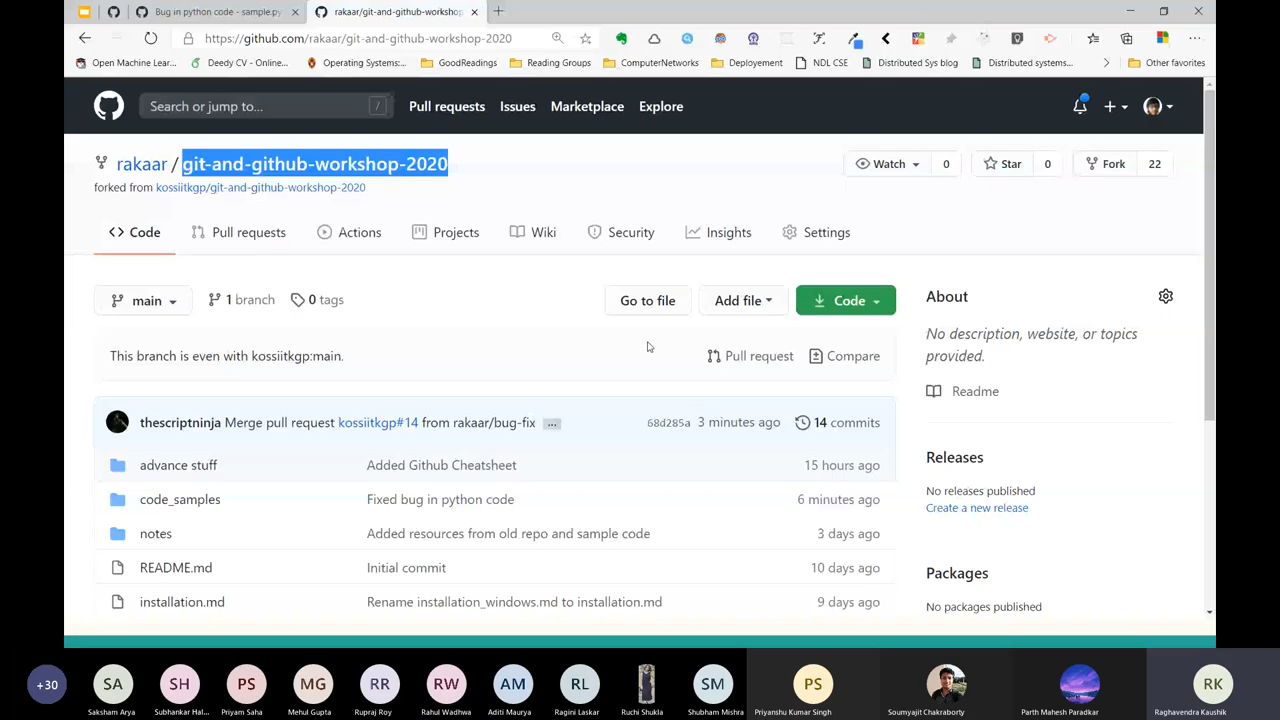 Bug in python code - sample.py
rakaar/git-and-github-workshop
https://github.com/rakaar/git-and-github-workshop-2020
Open Machine Lear...
Deedy CV - Online...
Operating Systems:...
GoodReadings
Reading Groups
ComputerNetworks
Deployement
NDL CSE
Distributed Sys blog
Distributed systems...
Other favorites
Search or jump to...
/
Pull requests
Issues
Marketplace
Explore
rakaar / git-and-github-workshop-2020
forked from kossiitkgp/git-and-github-workshop-2020
Watch 0
Star 0
Fork 22
Code
Pull requests
Actions
Projects
Wiki
Security
Insights
Settings
main
1 branch
0 tags
Go to file
Add file
Code
This branch is even with kossiitkgp:main.
Pull request
Compare
thescriptninja Merge pull request kossiitkgp#14 from rakaar/bug-fix ...
68d285a 3 minutes ago
14 commits
advance stuff Added Github Cheatsheet 15 hours ago
code_samples Fixed bug in python code 6 minutes ago
notes Added resources from old repo and sample code 3 days ago
README.md Initial commit 10 days ago
installation.md Rename installation_windows.md to installation.md 9 days ago
About
No description, website, or topics
provided.
Readme
Releases
No releases published
Create a new release
Packages
No packages published
+30
SA
SH
PS
MG
RR
RW
AM
RL
SM
PS
RK
Saksham Arya
Subhankar Hal...
Priyam Saha
Mehul Gupta
Rupraj Roy
Rahul Wadhwa
Aditi Maurya
Ragini Laskar
Ruchi Shukla
Shubham Mishra
Priyanshu Kumar Singh
Soumyajit Chakraborty
Parth Mahesh Paradkar
Raghavendra Kaushik